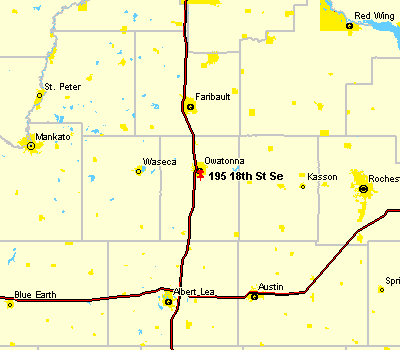 Red Wing
St. Peter
Faribault
Mankato
Waseca
Owatonna
195 18th St Se
Kasson
Rochest
Spri
Austin
Albert Lea
Blue Earth